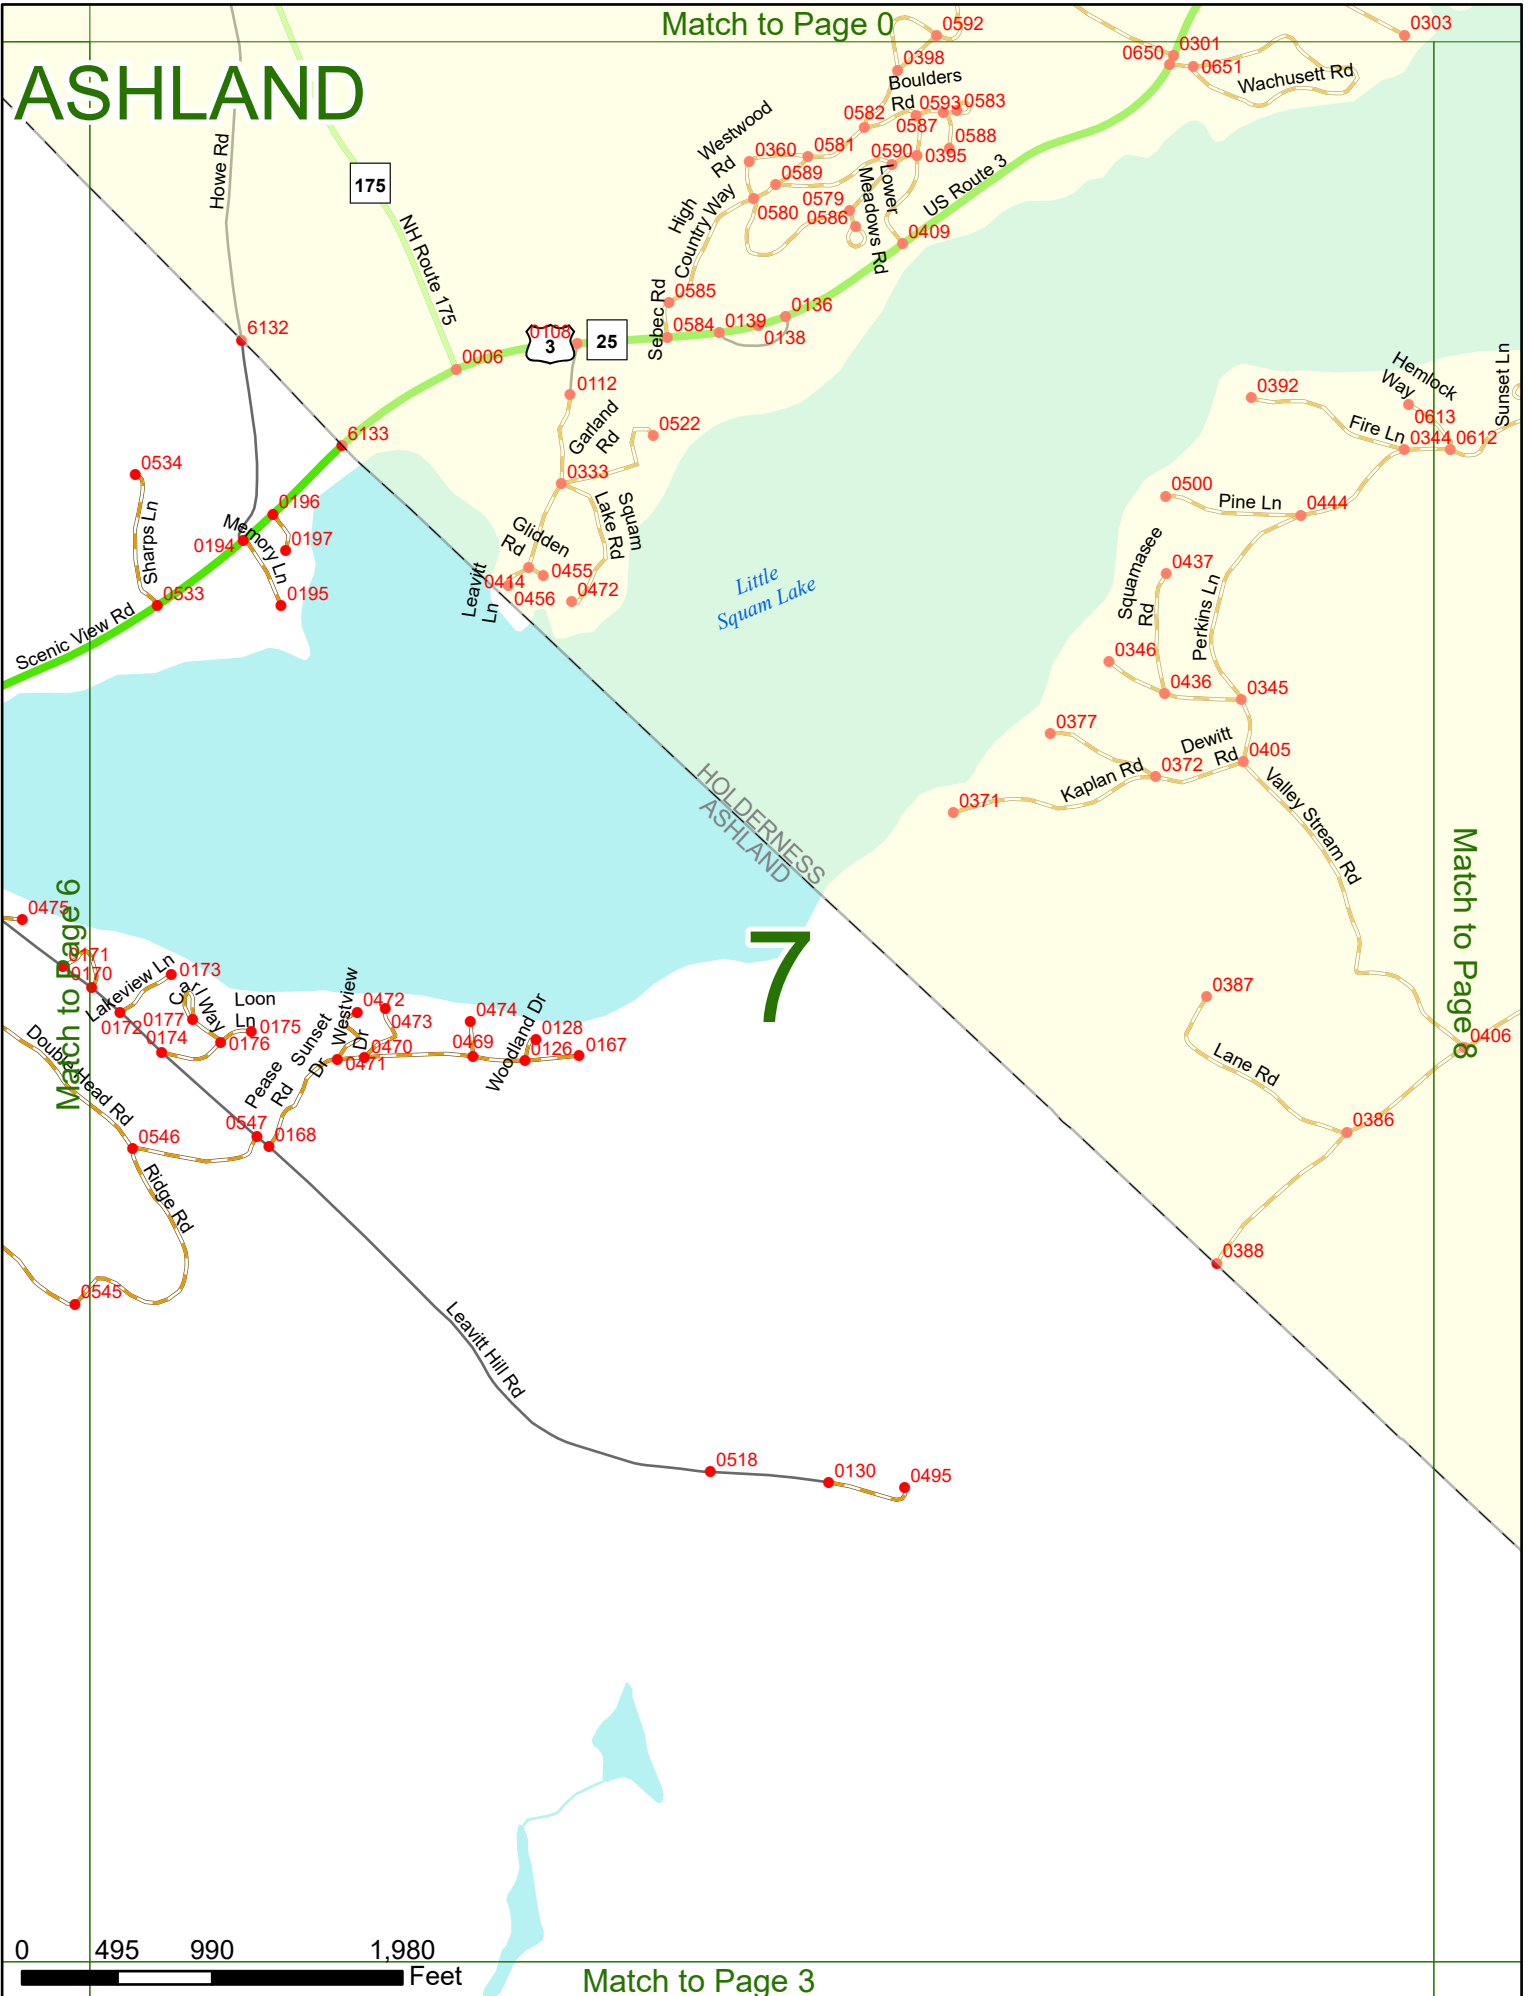 Match to Page 0
ASHLAND
0592
0303
0398
0301
0650
0651
Wachusett Rd
Boulders
Rd
0593
0583
0582
0587
0588
Westwood
Rd
0360
0581
0590
0395
0589
Howe Rd
175
NH Route 175
High
Country Way
0580
0579
0586
Lower
Meadows Rd
US Route 3
0409
0585
Sebec Rd
0584
0139
0136
0138
0108
3
25
6132
0006
0112
Garland
Rd
0522
6133
0333
0392
Hemlock
Way
0613
Sunset Ln
Fire Ln
0344
0612
0534
Sharps Ln
0196
0197
Memory Ln
0194
0195
0533
Scenic View Rd
Squam
Lake Rd
Glidden
Rd
0455
0414
0456
0472
Leavitt
Ln
Little
Squam Lake
0500
Pine Ln
0444
Squamasee
Rd
0437
Perkins Ln
0346
0436
0345
0377
Dewitt
Rd
0405
0372
Kaplan Rd
0371
Valley Stream Rd
HOLDERNESS
ASHLAND
7
Match to Page 6
Match to Page 8
0475
0171
0170
Lakeview Ln
0173
0172
Carl Way
0177
Loon
Ln
0175
0176
0174
Double Head Rd
Pease
Rd
Sunset
Dr
Westview
Dr
0472
0473
0470
0471
0474
0469
Woodland Dr
0128
0126
0167
0547
0168
0546
Ridge Rd
0545
0387
Lane Rd
0406
0386
0388
Leavitt Hill Rd
0518
0130
0495
0 495 990 1,980
Feet
Match to Page 3